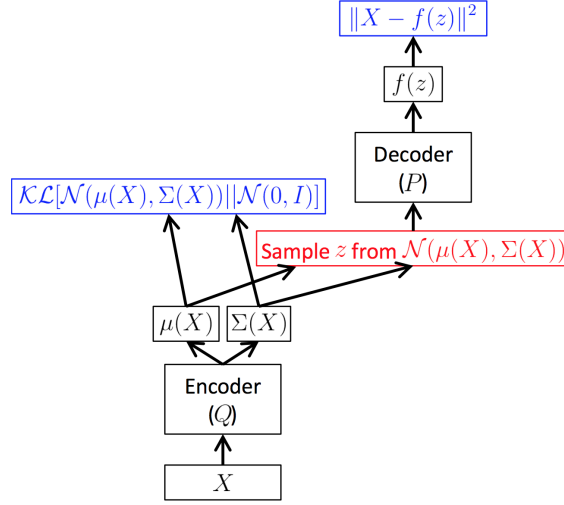 ‖X − f(z)‖²
f(z)
Decoder
(P)
𝒦ℒ[𝒩(μ(X), Σ(X))||𝒩(0, I)]
Sample z from 𝒩(μ(X), Σ(X))
μ(X)
Σ(X)
Encoder
(Q)
X